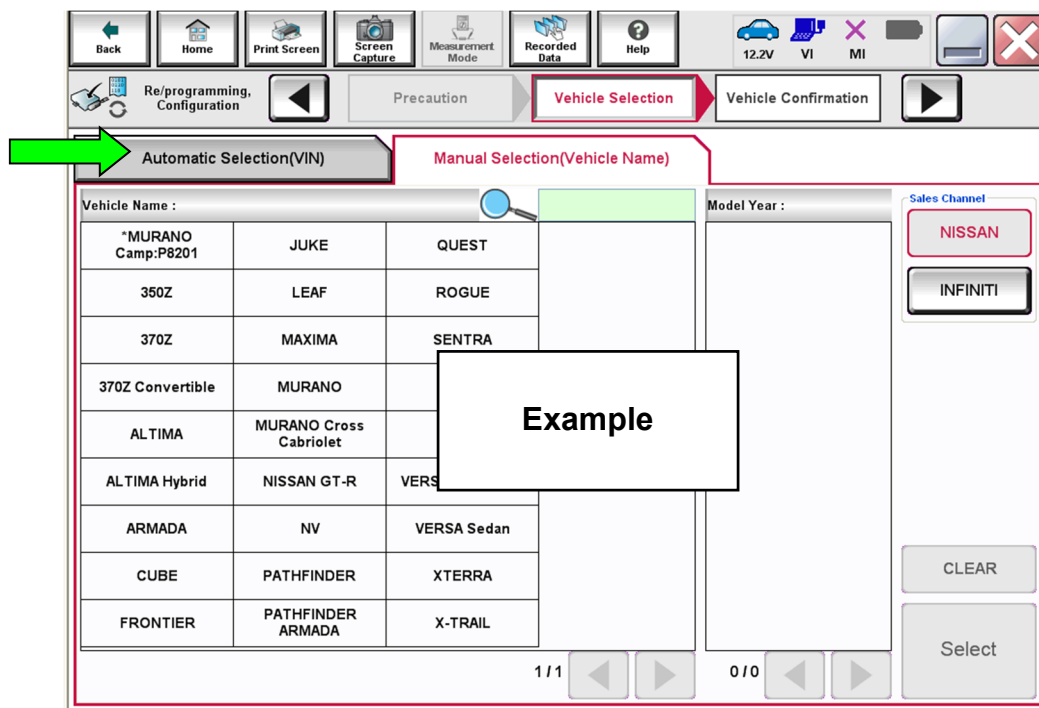 Back
Home
Print Screen
Screen
Capture
Measurement
Mode
Recorded
Data
Help
12.2V
VI
MI
Re/programming,
Configuration
Precaution
Vehicle Selection
Vehicle Confirmation
Automatic Selection(VIN)
Manual Selection(Vehicle Name)
Vehicle Name :
Model Year :
Sales Channel
*MURANO
Camp:P8201
JUKE
QUEST
NISSAN
350Z
LEAF
ROGUE
INFINITI
370Z
MAXIMA
SENTRA
370Z Convertible
MURANO
Example
ALTIMA
MURANO Cross
Cabriolet
ALTIMA Hybrid
NISSAN GT-R
ARMADA
NV
VERSA Sedan
CUBE
PATHFINDER
XTERRA
CLEAR
FRONTIER
PATHFINDER
ARMADA
X-TRAIL
Select
1/1
0/0